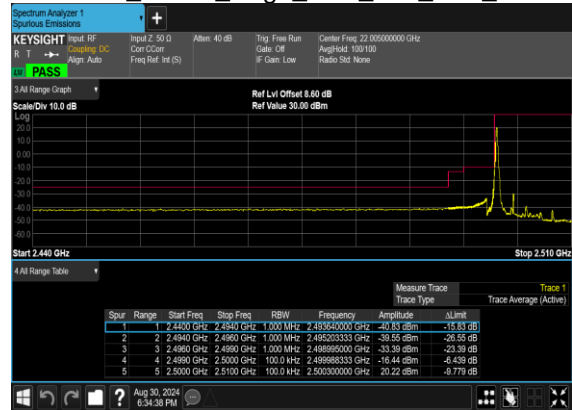 Spectrum Analyzer 1
Spurious Emissions
KEYSIGHT Input: RF Input Z: 50 Ω Atten: 40 dB Trig: Free Run Center Freq: 22.005000000 GHz
R T Coupling: DC Corr CCorr Gate: Off Avg|Hold: 100/100
Align: Auto Freq Ref: Int (S) IF Gain: Low Radio Std: None
PASS
3 All Range Graph
Ref Lvl Offset 8.60 dB
Scale/Div 10.0 dB Ref Value 30.00 dBm
Log
20.0
10.0
0.00
-10.0
-20.0
-30.0
-40.0
-50.0
-60.0
Start 2.440 GHz Stop 2.510 GHz
4 All Range Table
Measure Trace Trace 1
Trace Type Trace Average (Active)
Spur Range Start Freq Stop Freq RBW Frequency Amplitude ΔLimit
1 1 2.4400 GHz 2.4940 GHz 1.000 MHz 2.493640000 GHz -40.83 dBm -15.83 dB
2 2 2.4940 GHz 2.4960 GHz 1.000 MHz 2.495203333 GHz -39.55 dBm -26.55 dB
3 3 2.4960 GHz 2.4990 GHz 1.000 MHz 2.498995000 GHz -33.39 dBm -23.39 dB
4 4 2.4990 GHz 2.5000 GHz 100.0 kHz 2.499988333 GHz -16.44 dBm -6.439 dB
5 5 2.5000 GHz 2.5100 GHz 100.0 kHz 2.500300000 GHz 20.22 dBm -9.779 dB
? Aug 30, 2024
6:34:38 PM